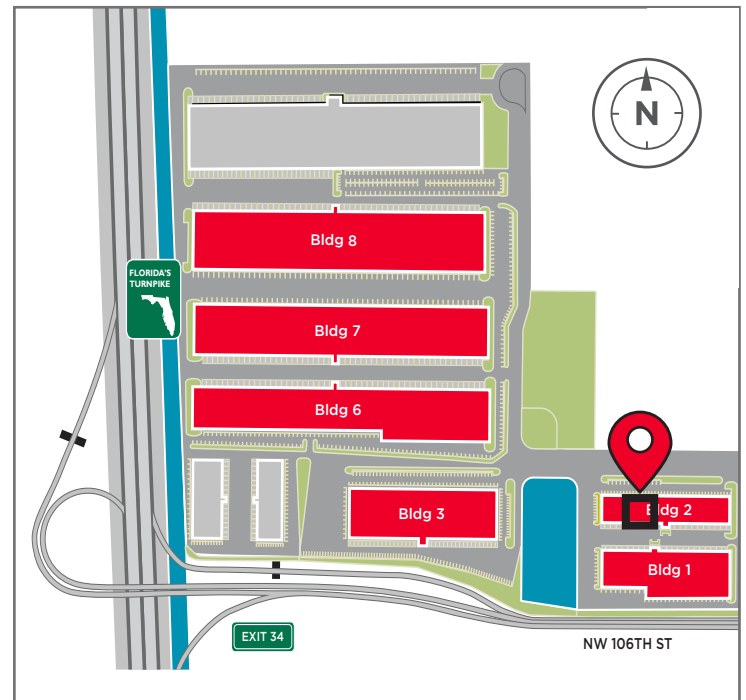 N
Bldg 8
FLORIDA'S
TURNPIKE
Bldg 7
Bldg 6
Bldg 3
Bldg 2
Bldg 1
EXIT 34
NW 106TH ST